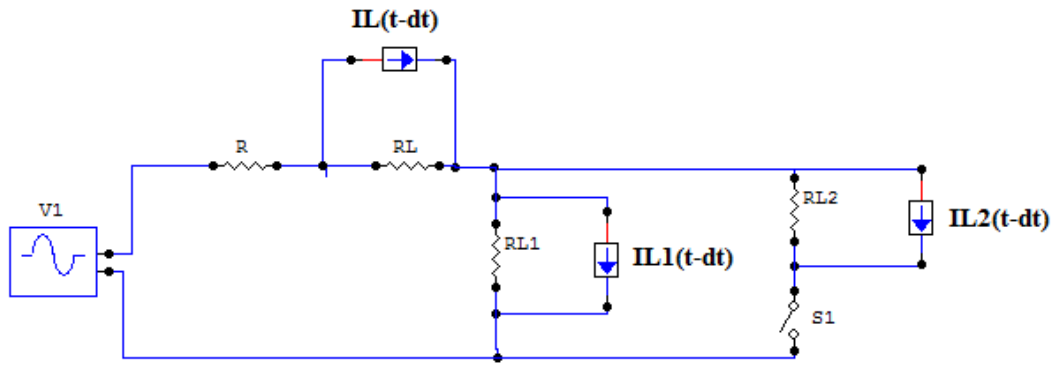 IL(t-dt)
R
RL
V1
RL1
IL1(t-dt)
RL2
IL2(t-dt)
S1